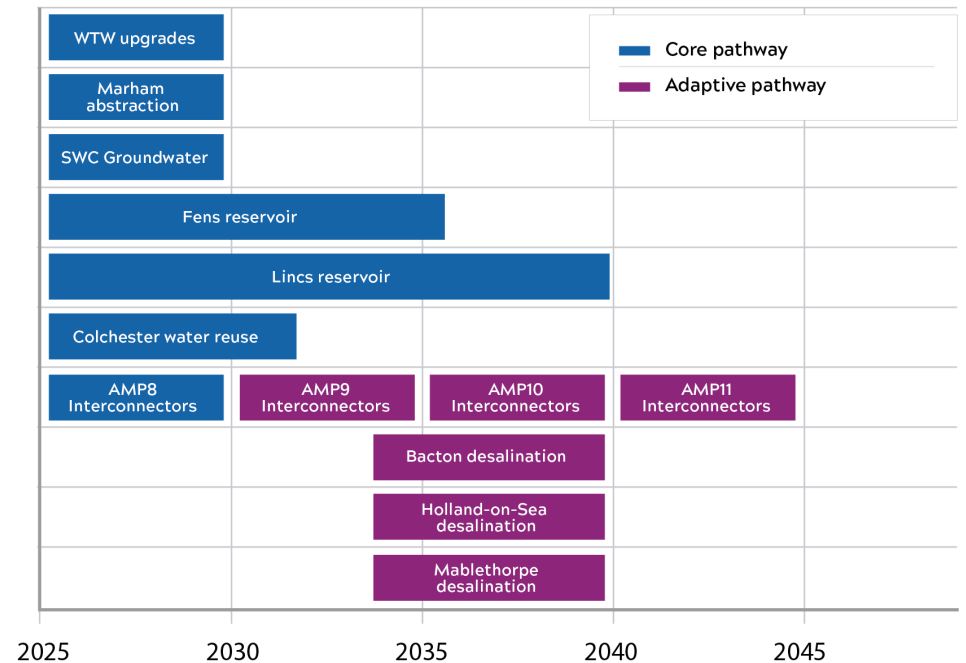 WTW upgrades
Core pathway
Adaptive pathway
Marham
abstraction
SWC Groundwater
Fens reservoir
Lincs reservoir
Colchester water reuse
AMP8
Interconnectors
AMP9
Interconnectors
AMP10
Interconnectors
AMP11
Interconnectors
Bacton desalination
Holland-on-Sea
desalination
Mablethorpe
desalination
2025
2030
2035
2040
2045